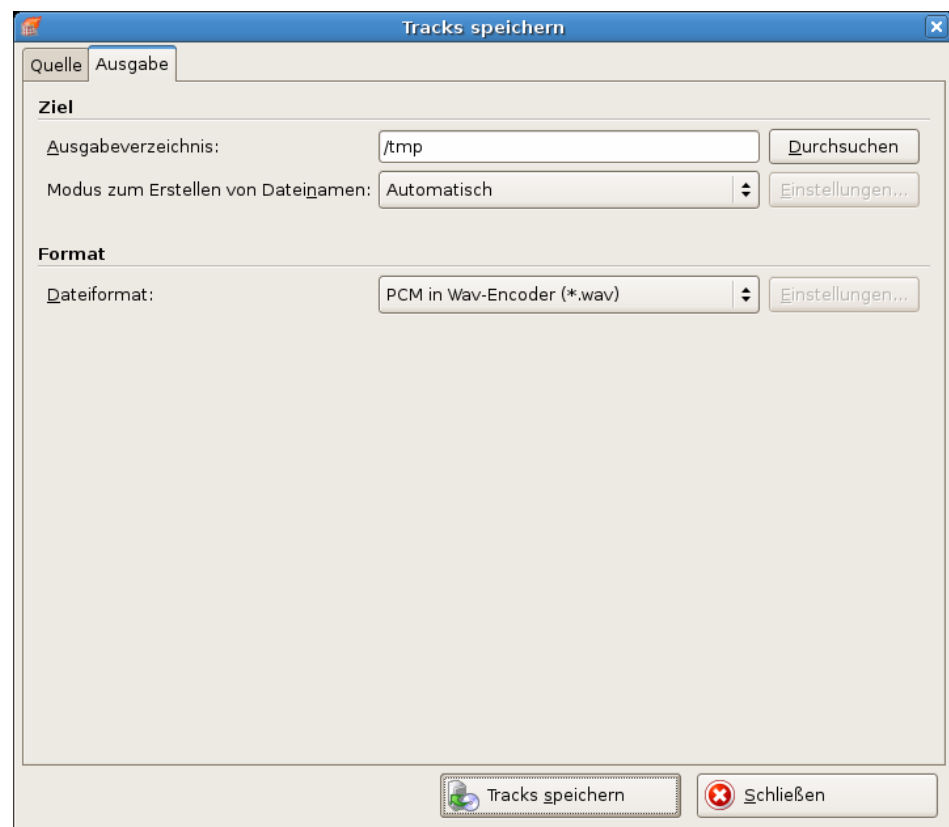 Tracks speichern
Quelle Ausgabe
Ziel
Ausgabeverzeichnis: /tmp Durchsuchen
Modus zum Erstellen von Dateinamen: Automatisch Einstellungen...
Format
Dateiformat: PCM in Wav-Encoder (*.wav) Einstellungen...
Tracks speichern Schließen